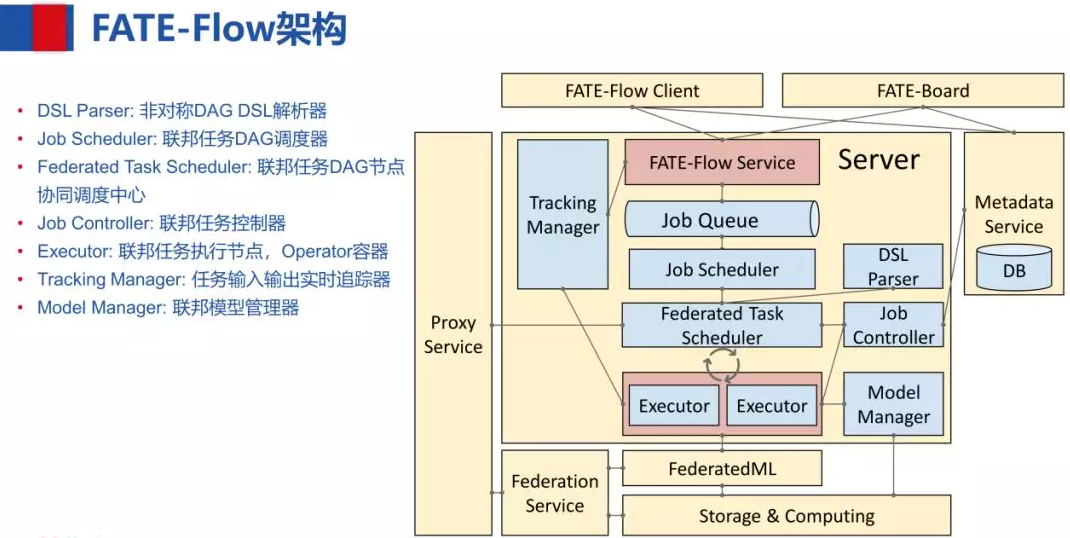 FATE-Flow架构
DSL Parser: 非对称DAG DSL解析器
Job Scheduler: 联邦任务DAG调度器
Federated Task Scheduler: 联邦任务DAG节点
协同调度中心
Job Controller: 联邦任务控制器
Executor: 联邦任务执行节点，Operator容器
Tracking Manager: 任务输入输出实时追踪器
Model Manager: 联邦模型管理器
FATE-Flow Client
FATE-Board
Server
FATE-Flow Service
Tracking
Manager
Job Queue
Job Scheduler
DSL
Parser
Federated Task
Scheduler
Job
Controller
Executor
Executor
Model
Manager
Metadata
Service
DB
Proxy
Service
FederatedML
Federation
Service
Storage & Computing